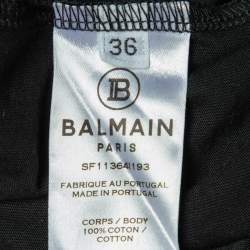 36
B
BALMAIN
PARIS
SF11364I193
FABRIQUE AU PORTUGAL
MADE IN PORTUGAL
CORPS / BODY
100% COTON /
COTTON